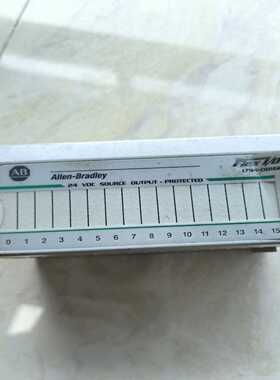 AB
Allen-Bradley
24 VDC SOURCE OUTPUT - PROTECTED
0 1 2 3 4 5 6 7 8 9 10 11 12 13 14 15